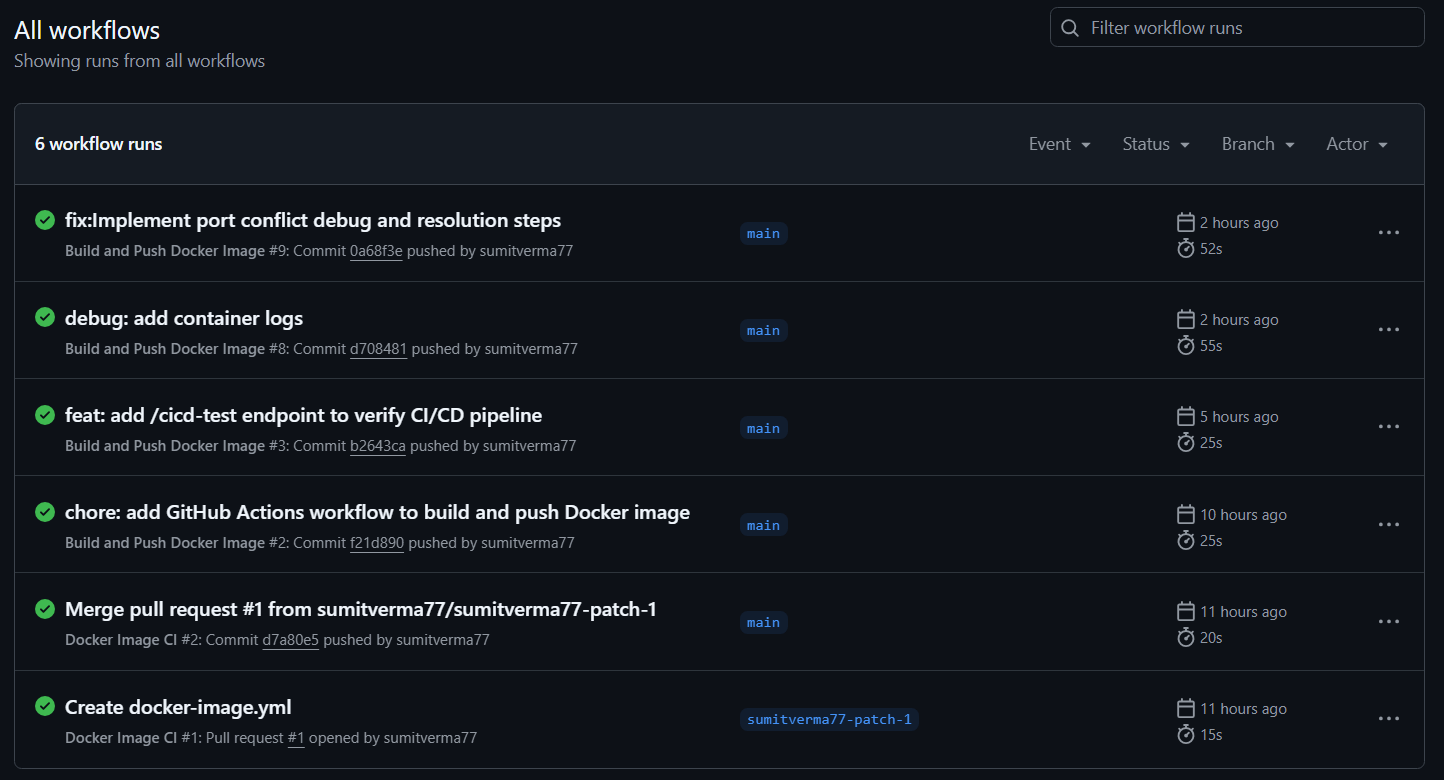 All workflows
Filter workflow runs
Showing runs from all workflows
6 workflow runs
Event
Status
Branch
Actor
fix:Implement port conflict debug and resolution steps
Build and Push Docker Image #9: Commit 0a68f3e pushed by sumitverma77
main
2 hours ago
52s
debug: add container logs
Build and Push Docker Image #8: Commit d708481 pushed by sumitverma77
main
2 hours ago
55s
feat: add /cicd-test endpoint to verify CI/CD pipeline
Build and Push Docker Image #3: Commit b2643ca pushed by sumitverma77
main
5 hours ago
25s
chore: add GitHub Actions workflow to build and push Docker image
Build and Push Docker Image #2: Commit f21d890 pushed by sumitverma77
main
10 hours ago
25s
Merge pull request #1 from sumitverma77/sumitverma77-patch-1
Docker Image CI #2: Commit d7a80e5 pushed by sumitverma77
main
11 hours ago
20s
Create docker-image.yml
Docker Image CI #1: Pull request #1 opened by sumitverma77
sumitverma77-patch-1
11 hours ago
15s